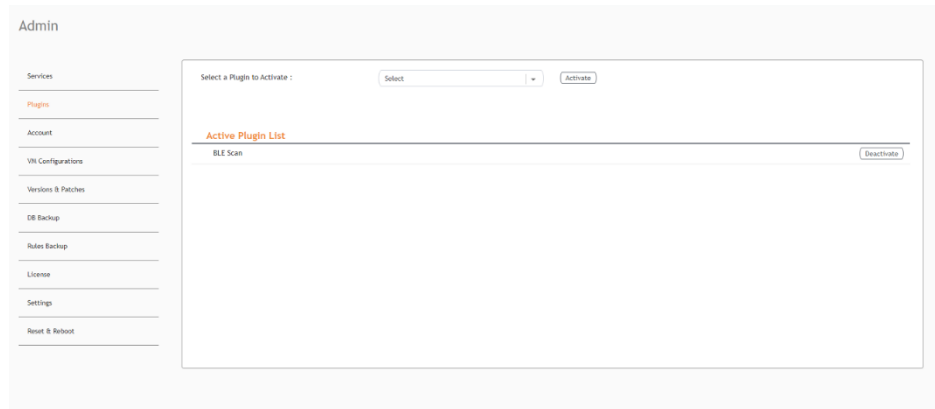 Admin
Services
Plugins
Account
VN Configurations
Versions & Patches
DB Backup
Rules Backup
License
Settings
Reset & Reboot
Select a Plugin to Activate :
Select
Activate
Active Plugin List
BLE Scan
Deactivate